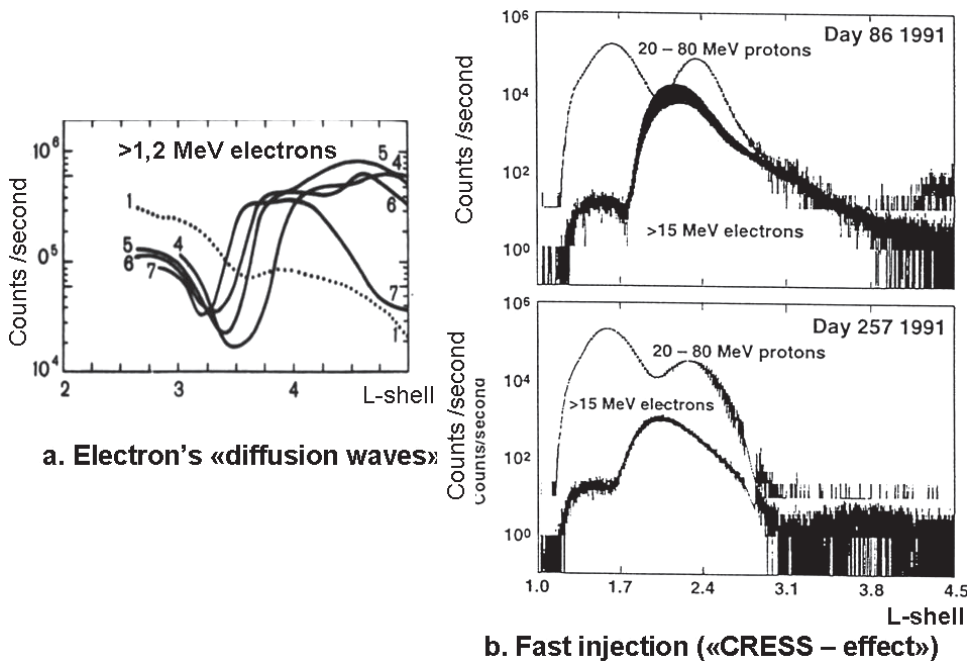 >1,2 MeV electrons
Counts /second
10⁶
10⁵
10⁴
1
5
6
7
4
5
4
3
6
7
1
2
3
4
L-shell
a. Electron's «diffusion waves»
Day 86 1991
20 – 80 MeV protons
>15 MeV electrons
Counts /second
10⁶
10⁴
10²
10⁰
Day 257 1991
20 – 80 MeV protons
>15 MeV electrons
Counts /second
Counts/second
10⁶
10⁴
10²
10⁰
1.0
1.7
2.4
3.1
3.8
4.5
L-shell
b. Fast injection («CRESS – effect»)